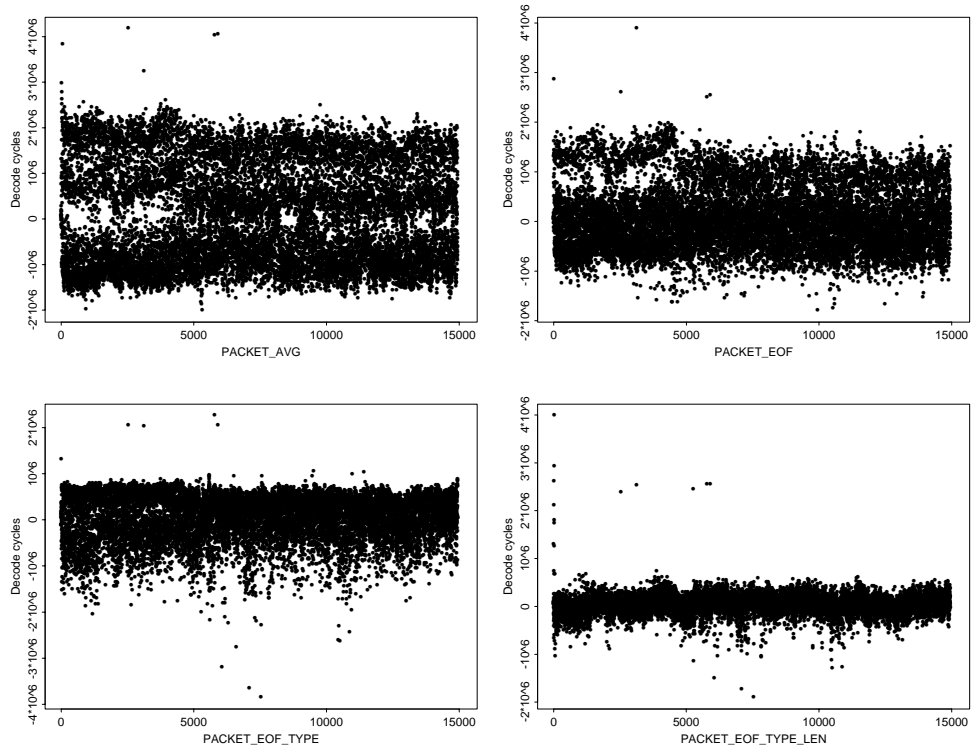 4*10^6
3*10^6
2*10^6
10^6
0
-10^6
-2*10^6
Decode cycles
0 5000 10000 15000
PACKET_AVG
4*10^6
3*10^6
2*10^6
10^6
0
-10^6
-2*10^6
Decode cycles
0 5000 10000 15000
PACKET_EOF
2*10^6
10^6
0
-10^6
-2*10^6
-3*10^6
-4*10^6
Decode cycles
0 5000 10000 15000
PACKET_EOF_TYPE
4*10^6
3*10^6
2*10^6
10^6
0
-10^6
-2*10^6
Decode cycles
0 5000 10000 15000
PACKET_EOF_TYPE_LEN